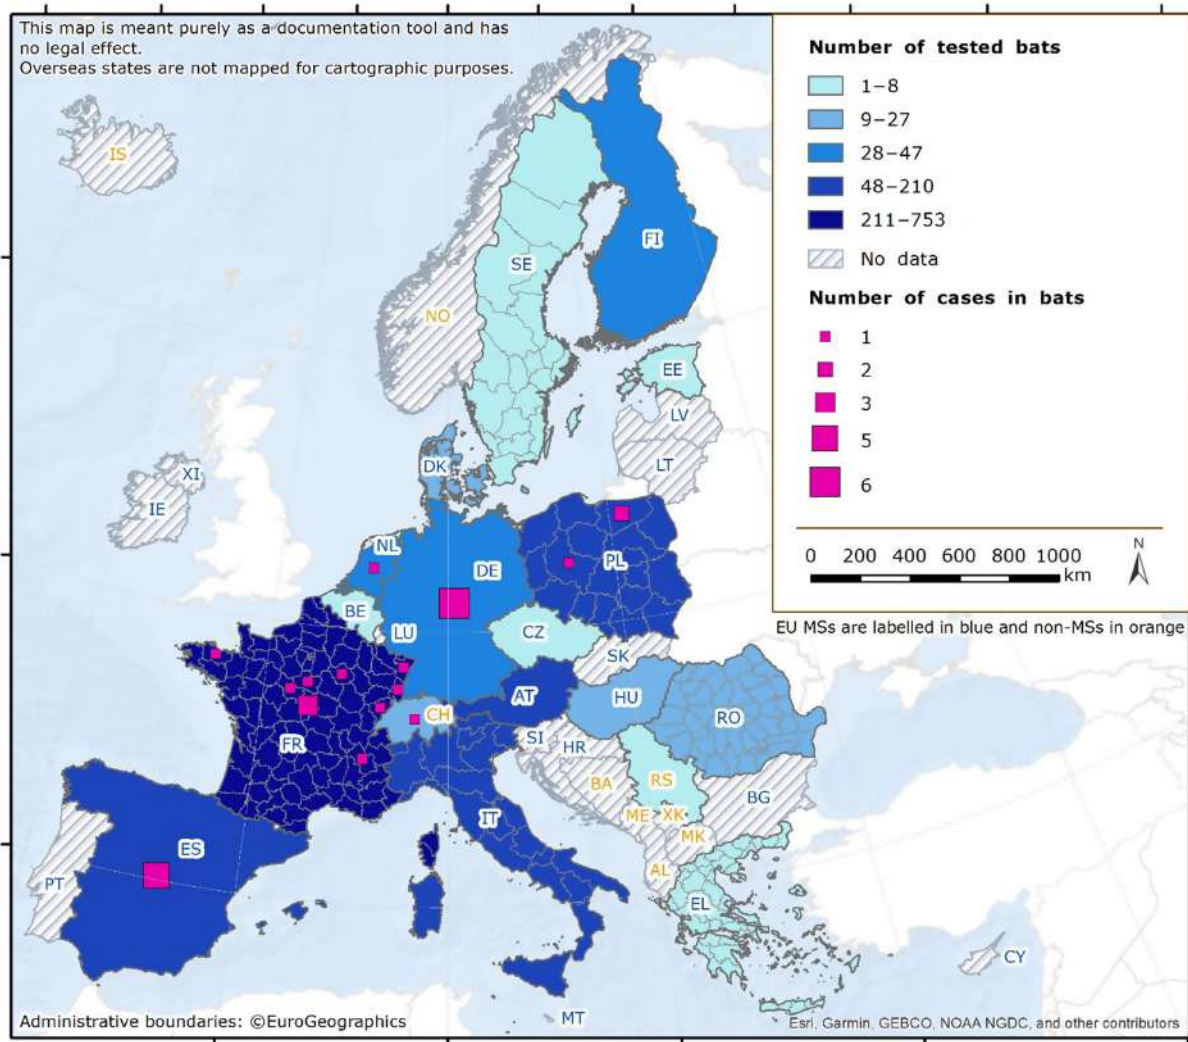 This map is meant purely as a documentation tool and has
no legal effect.
Overseas states are not mapped for cartographic purposes.
Number of tested bats
1–8
9–27
28–47
48–210
211–753
No data
Number of cases in bats
1
2
3
5
6
0 200 400 600 800 1000
km
N
EU MSs are labelled in blue and non-MSs in orange
IS
FI
SE
NO
EE
LV
LT
DK
XI
IE
NL
DE
PL
BE
LU
CZ
SK
AT
HU
CH
RO
FR
SI
HR
BA
RS
BG
ME
XK
MK
IT
ES
AL
PT
EL
CY
MT
Administrative boundaries: ©EuroGeographics
Esri, Garmin, GEBCO, NOAA NGDC, and other contributors